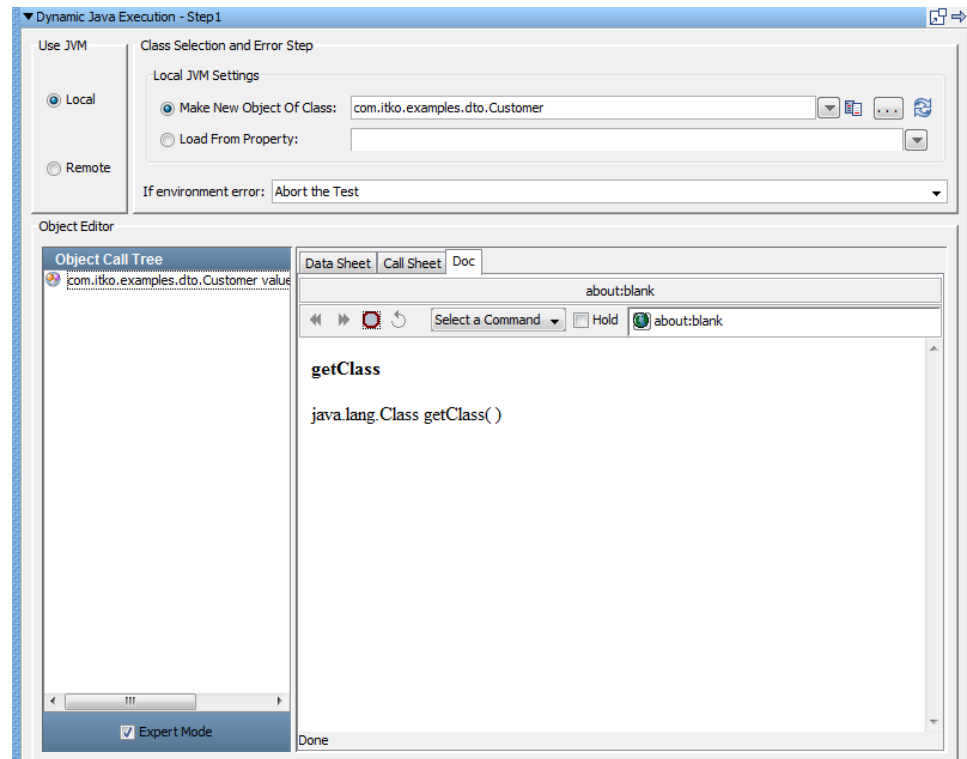 Dynamic Java Execution - Step1
Use JVM
Class Selection and Error Step
Local JVM Settings
Local
Make New Object Of Class: com.itko.examples.dto.Customer
...
Load From Property:
Remote
If environment error: Abort the Test
Object Editor
Object Call Tree
com.itko.examples.dto.Customer value
Data Sheet Call Sheet Doc
about:blank
Select a Command Hold about:blank
getClass
java.lang.Class getClass( )
Expert Mode
Done